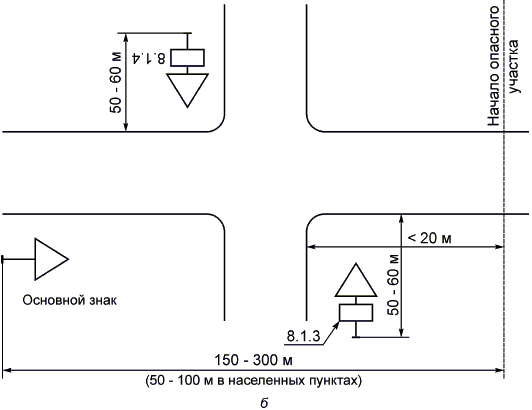 50 - 60 м
8.1.4
Начало опасного
участка
< 20 м
50 - 60 м
Основной знак
8.1.3
150 - 300 м
(50 - 100 м в населенных пунктах)
б